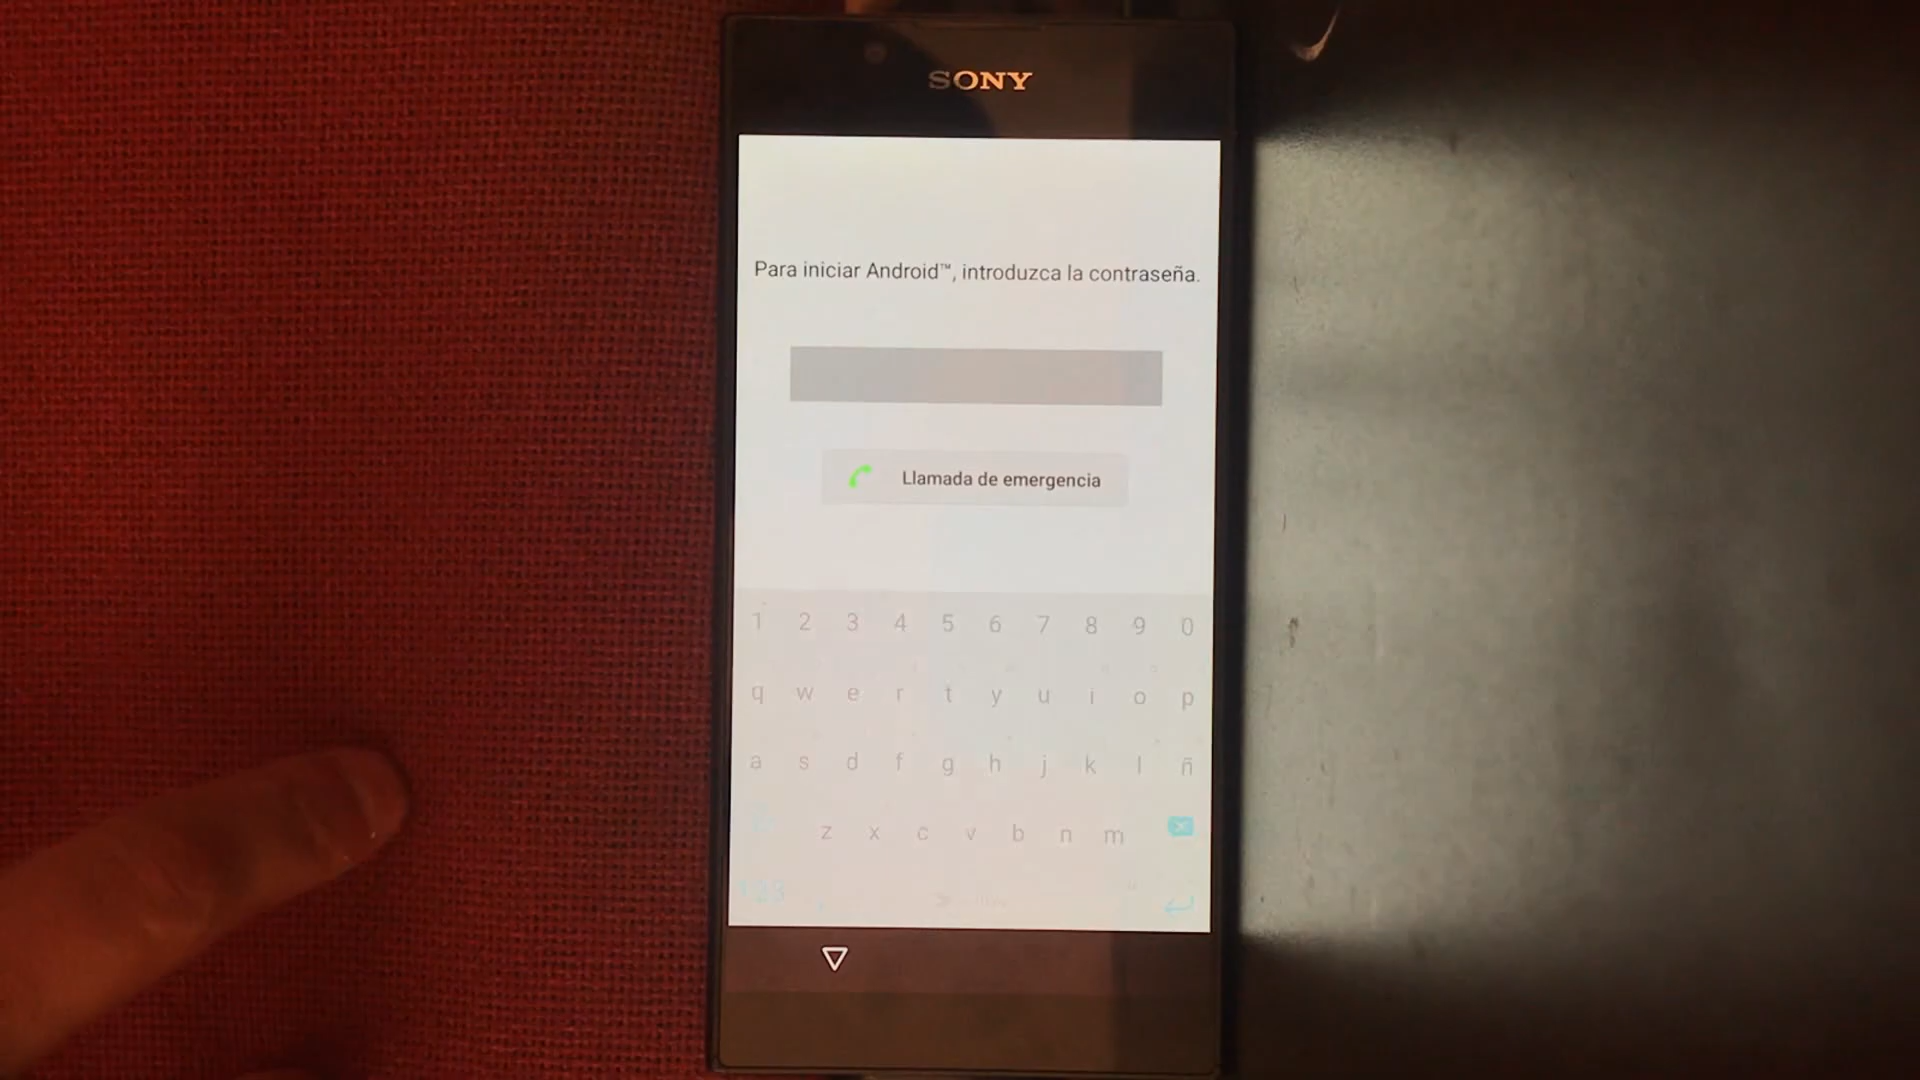 SONY
Para iniciar Android™, introduzca la contraseña.
Llamada de emergencia
1 2 3 4 5 6 7 8 9 0
q w e r t y u i o p
a s d f g h j k l ñ
z x c v b n m
123